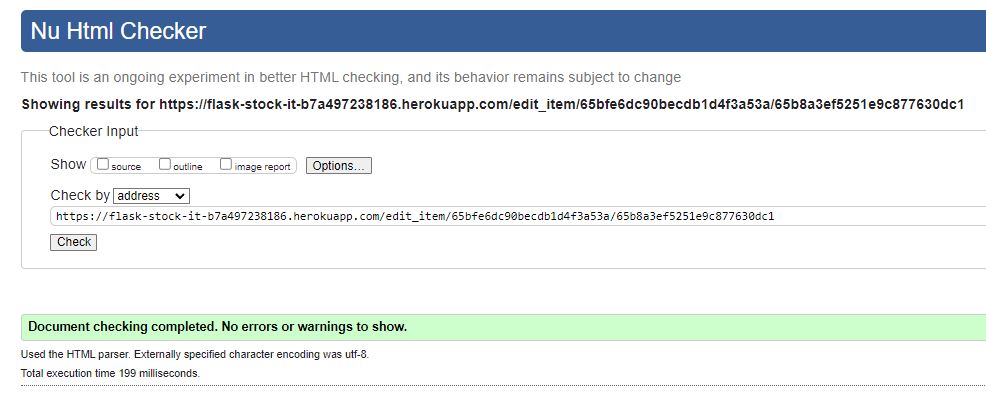 Nu Html Checker
This tool is an ongoing experiment in better HTML checking, and its behavior remains subject to change
Showing results for https://flask-stock-it-b7a497238186.herokuapp.com/edit_item/65bfe6dc90becdb1d4f3a53a/65b8a3ef5251e9c877630dc1
Checker Input
Show source outline image report Options...
Check by address
https://flask-stock-it-b7a497238186.herokuapp.com/edit_item/65bfe6dc90becdb1d4f3a53a/65b8a3ef5251e9c877630dc1
Check
Document checking completed. No errors or warnings to show.
Used the HTML parser. Externally specified character encoding was utf-8.
Total execution time 199 milliseconds.